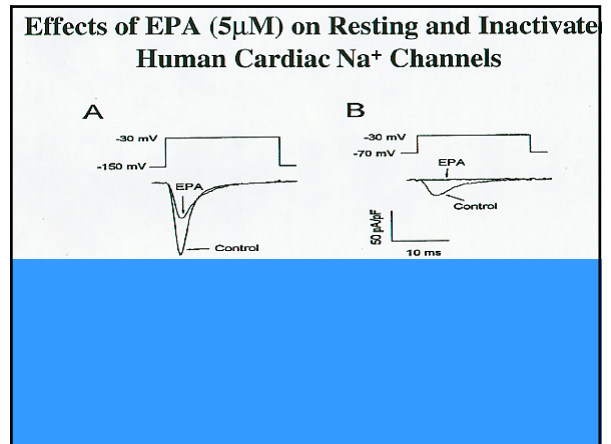 Effects of EPA (5µM) on Resting and Inactivate
Human Cardiac Na+ Channels
A
B
-30 mV
-150 mV
EPA
Control
-30 mV
-70 mV
EPA
Control
50 pA/pF
10 ms